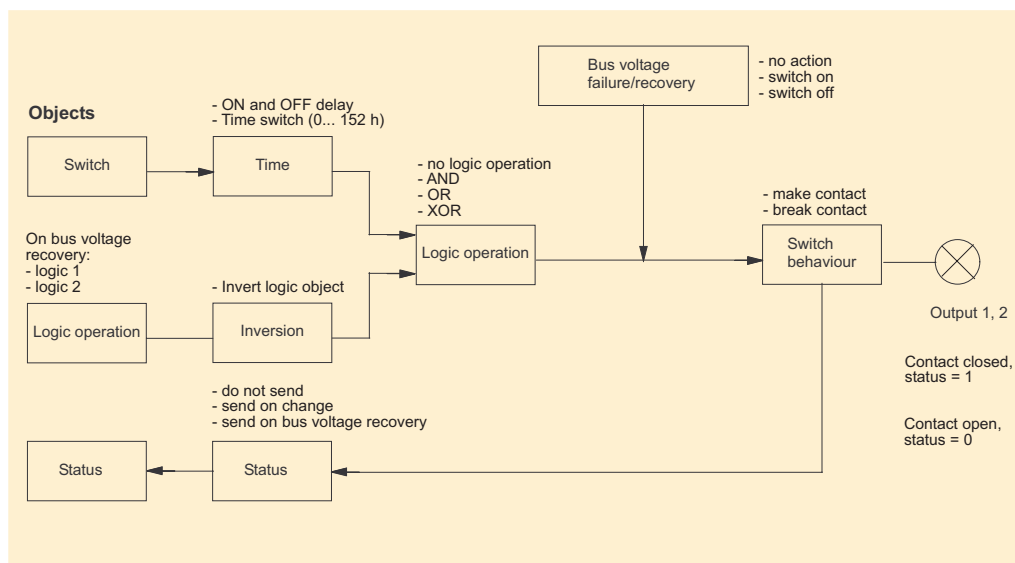 Bus voltage
failure/recovery
- no action
- switch on
- switch off
Objects
- ON and OFF delay
- Time switch (0... 152 h)
Switch
Time
- no logic operation
- AND
- OR
- XOR
Logic operation
- make contact
- break contact
Switch
behaviour
Output 1, 2
On bus voltage
recovery:
- logic 1
- logic 2
- Invert logic object
Logic operation
Inversion
Contact closed,
status = 1
Contact open,
status = 0
- do not send
- send on change
- send on bus voltage recovery
Status
Status